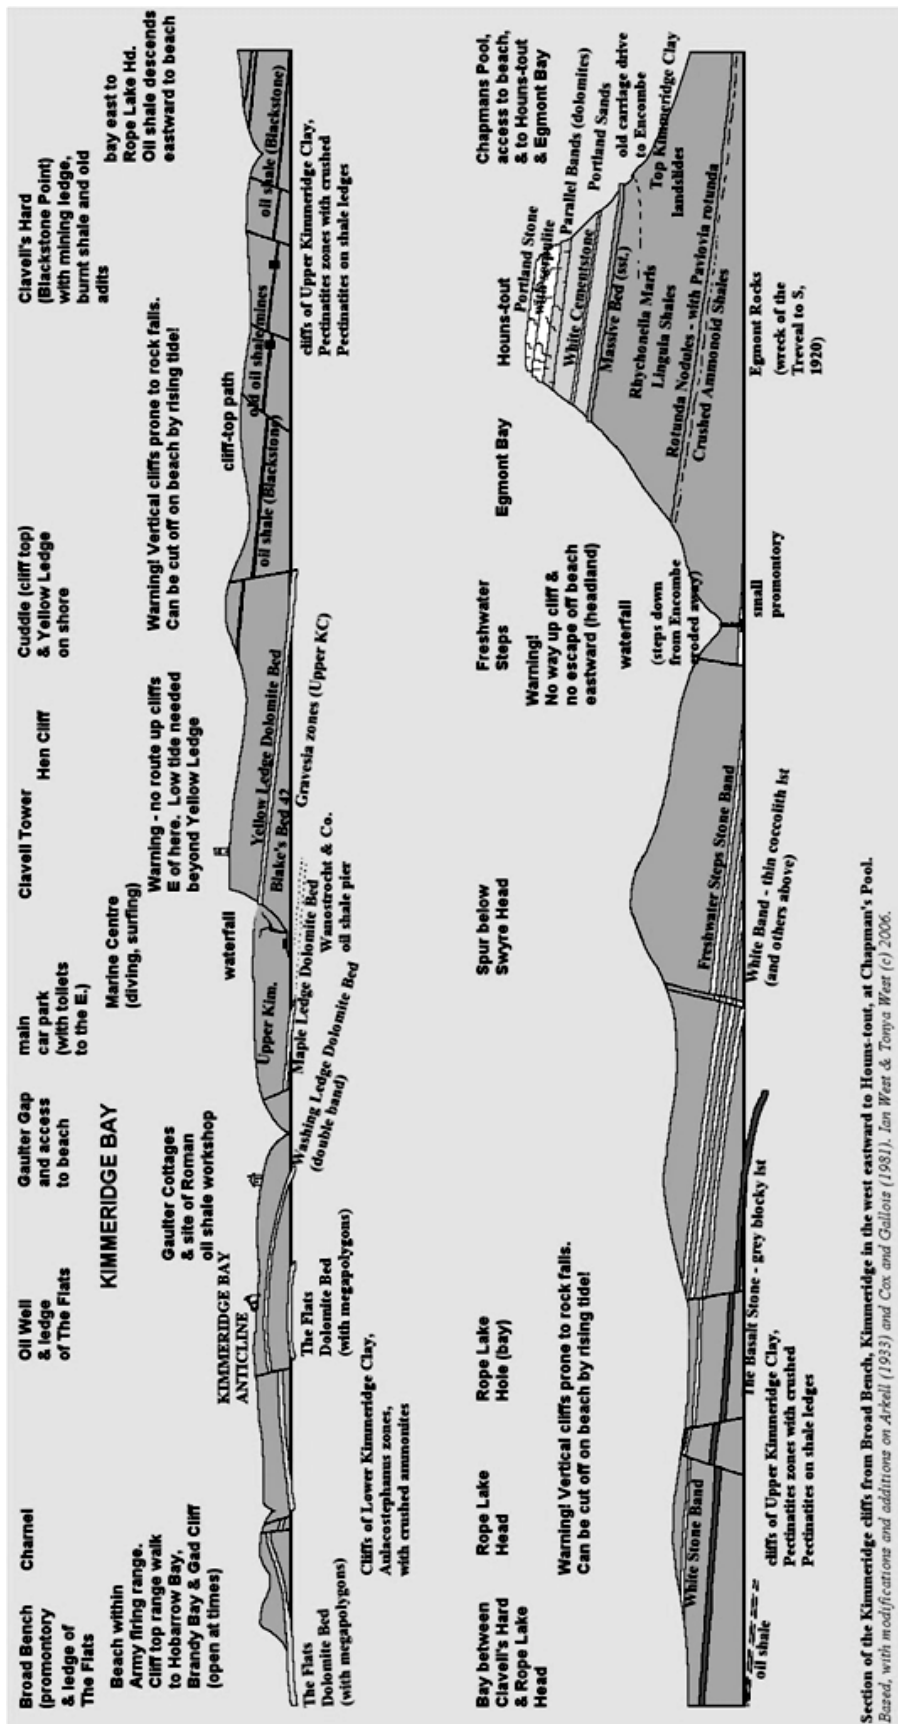 Broad Bench
(promontory
& ledge of
The Flats
Charnel
Oil Well
& ledge
of The Flats
Gaulter Gap
and access
to beach
main
car park
(with toilets
to the E.)
Clavell Tower
Hen Cliff
Cuddle (cliff top)
& Yellow Ledge
on shore
Clavell's Hard
(Blackstone Point)
with mining ledge,
burnt shale and old
adits
bay east to
Rope Lake Hd.
Oil shale descends
eastward to beach
KIMMERIDGE BAY
Marine Centre
(diving, surfing)
Beach within
Army firing range.
Cliff top range walk
to Hobarrow Bay,
Brandy Bay & Gad Cliff
(open at times)
Gaulter Cottages
& site of Roman
oil shale workshop
Warning - no route up cliffs
E of here. Low tide needed
beyond Yellow Ledge
Warning! Vertical cliffs prone to rock falls.
Can be cut off on beach by rising tide!
KIMMERIDGE BAY
ANTICLINE
waterfall
cliff-top path
Upper Kim.
Yellow Ledge Dolomite Bed
Blake's Bed 42
oil shale (Blackstone)
old oil shale mines
oil shale (Blackstone)
The Flats
Dolomite Bed
(with megapolygons)
The Flats
Dolomite Bed
(with megapolygons)
Washing Ledge Dolomite Bed
(double band)
Maple Ledge Dolomite Bed
Wanostrocht & Co.
oil shale pier
Gravesia zones (Upper KC)
cliffs of Upper Kimmeridge Clay,
Pectinatites zones with crushed
Pectinatites on shale ledges
Cliffs of Lower Kimmeridge Clay,
Aulacostephanus zones,
with crushed ammonites
Bay between
Clavell's Hard
& Rope Lake
Head
Rope Lake
Head
Rope Lake
Hole (bay)
Spur below
Swyre Head
Freshwater
Steps
Egmont Bay
Houns-tout
Chapmans Pool,
access to beach,
& to Houns-tout
& Egmont Bay
Warning! Vertical cliffs prone to rock falls.
Can be cut off on beach by rising tide!
Warning!
No way up cliff &
no escape off beach
eastward (headland)
waterfall
(steps down
from Encombe
eroded away)
Portland Stone
with serpulite
Parallel Bands (dolomites)
Portland Sands
old carriage drive
to Encombe
White Cementstone
Massive Bed (sst.)
Top Kimmeridge Clay
landslides
Rhychonella Marls
Lingula Shales
Rotunda Nodules - with Pavlovia rotunda
Crushed Ammonoid Shales
White Stone Band
Freshwater Steps Stone Band
oil shale
The Basalt Stone - grey blocky lst
White Band - thin coccolith lst
(and others above)
small
promontory
Egmont Rocks
(wreck of the
Treveal to S,
1920)
cliffs of Upper Kimmeridge Clay,
Pectinatites zones with crushed
Pectinatites on shale ledges
Section of the Kimmeridge cliffs from Broad Bench, Kimmeridge in the west eastward to Houns-tout, at Chapman's Pool.
Based, with modifications and additions on Arkell (1933) and Cox and Gallois (1981). Ian West & Tonya West (c) 2006.